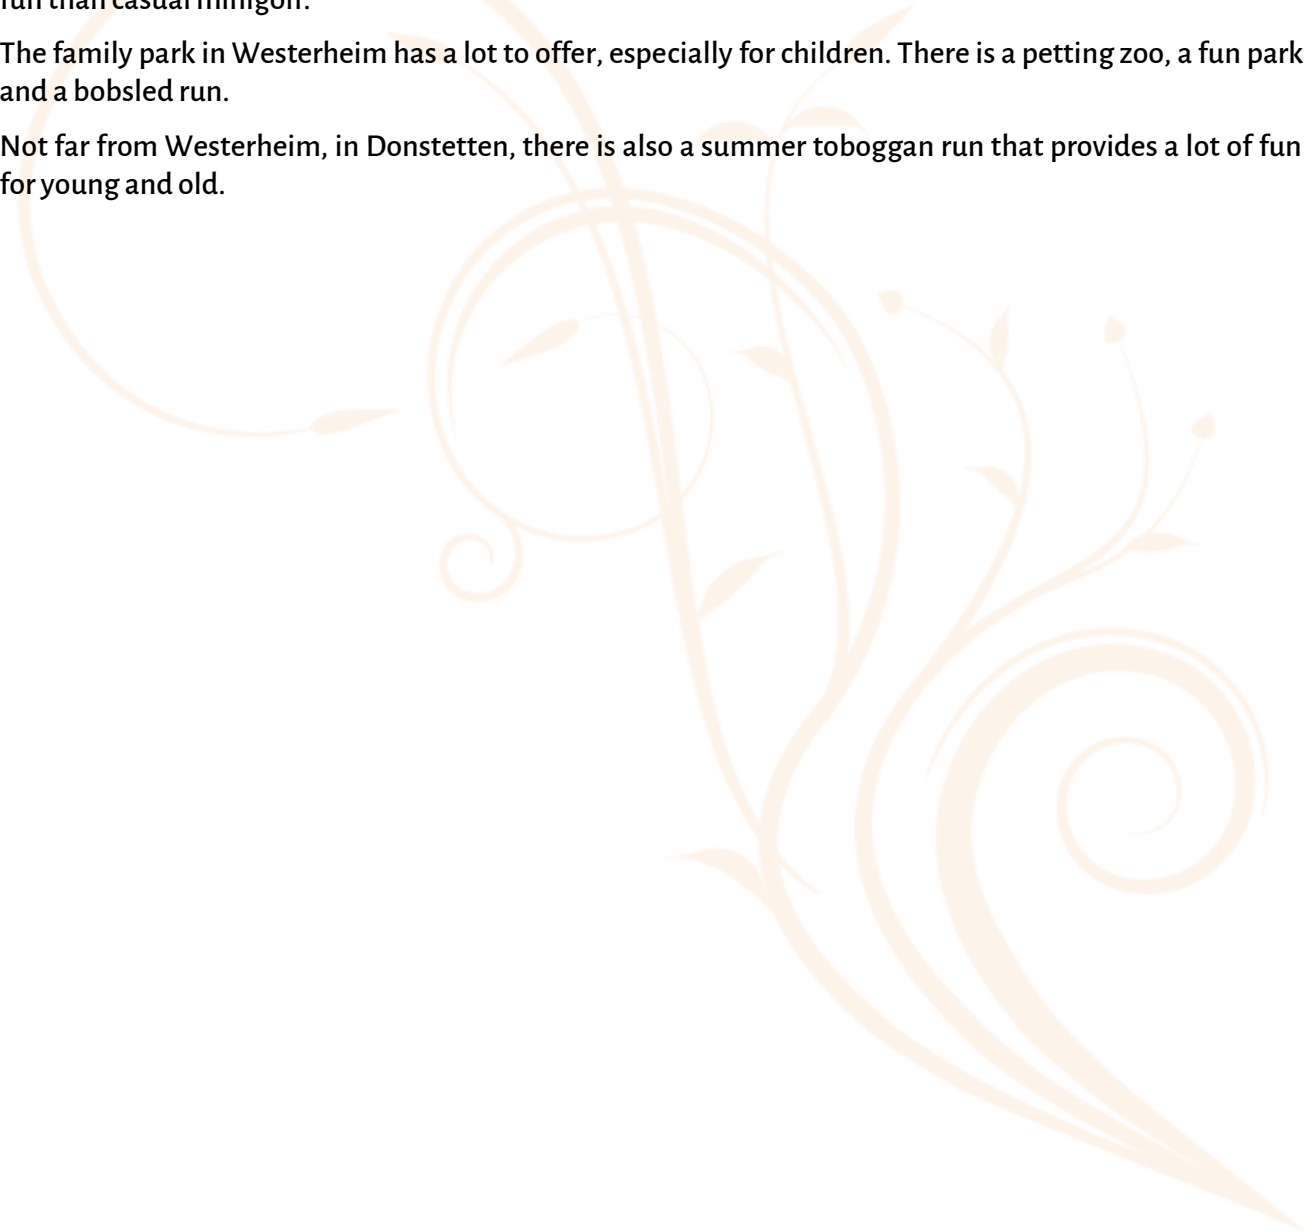 fun than casual minigolf.
The family park in Westerheim has a lot to offer, especially for children. There is a petting zoo, a fun park
and a bobsled run.
Not far from Westerheim, in Donstetten, there is also a summer toboggan run that provides a lot of fun
for young and old.